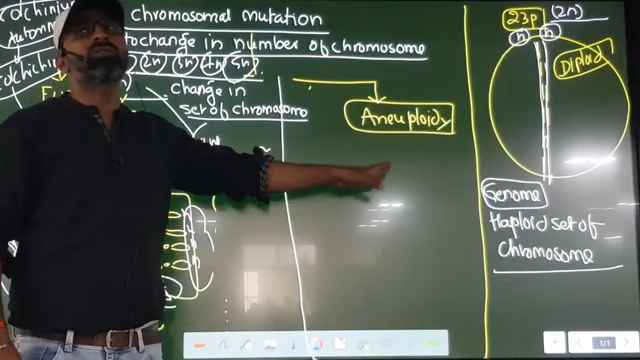 chromosomal mutation
change in number of chromosome
2n 3n 4n 5n
change in
set of chromosomo
Aneuploidy
23p (2n)
n n
Diploid
Genome
Haploid set of
Chromosome
1/1